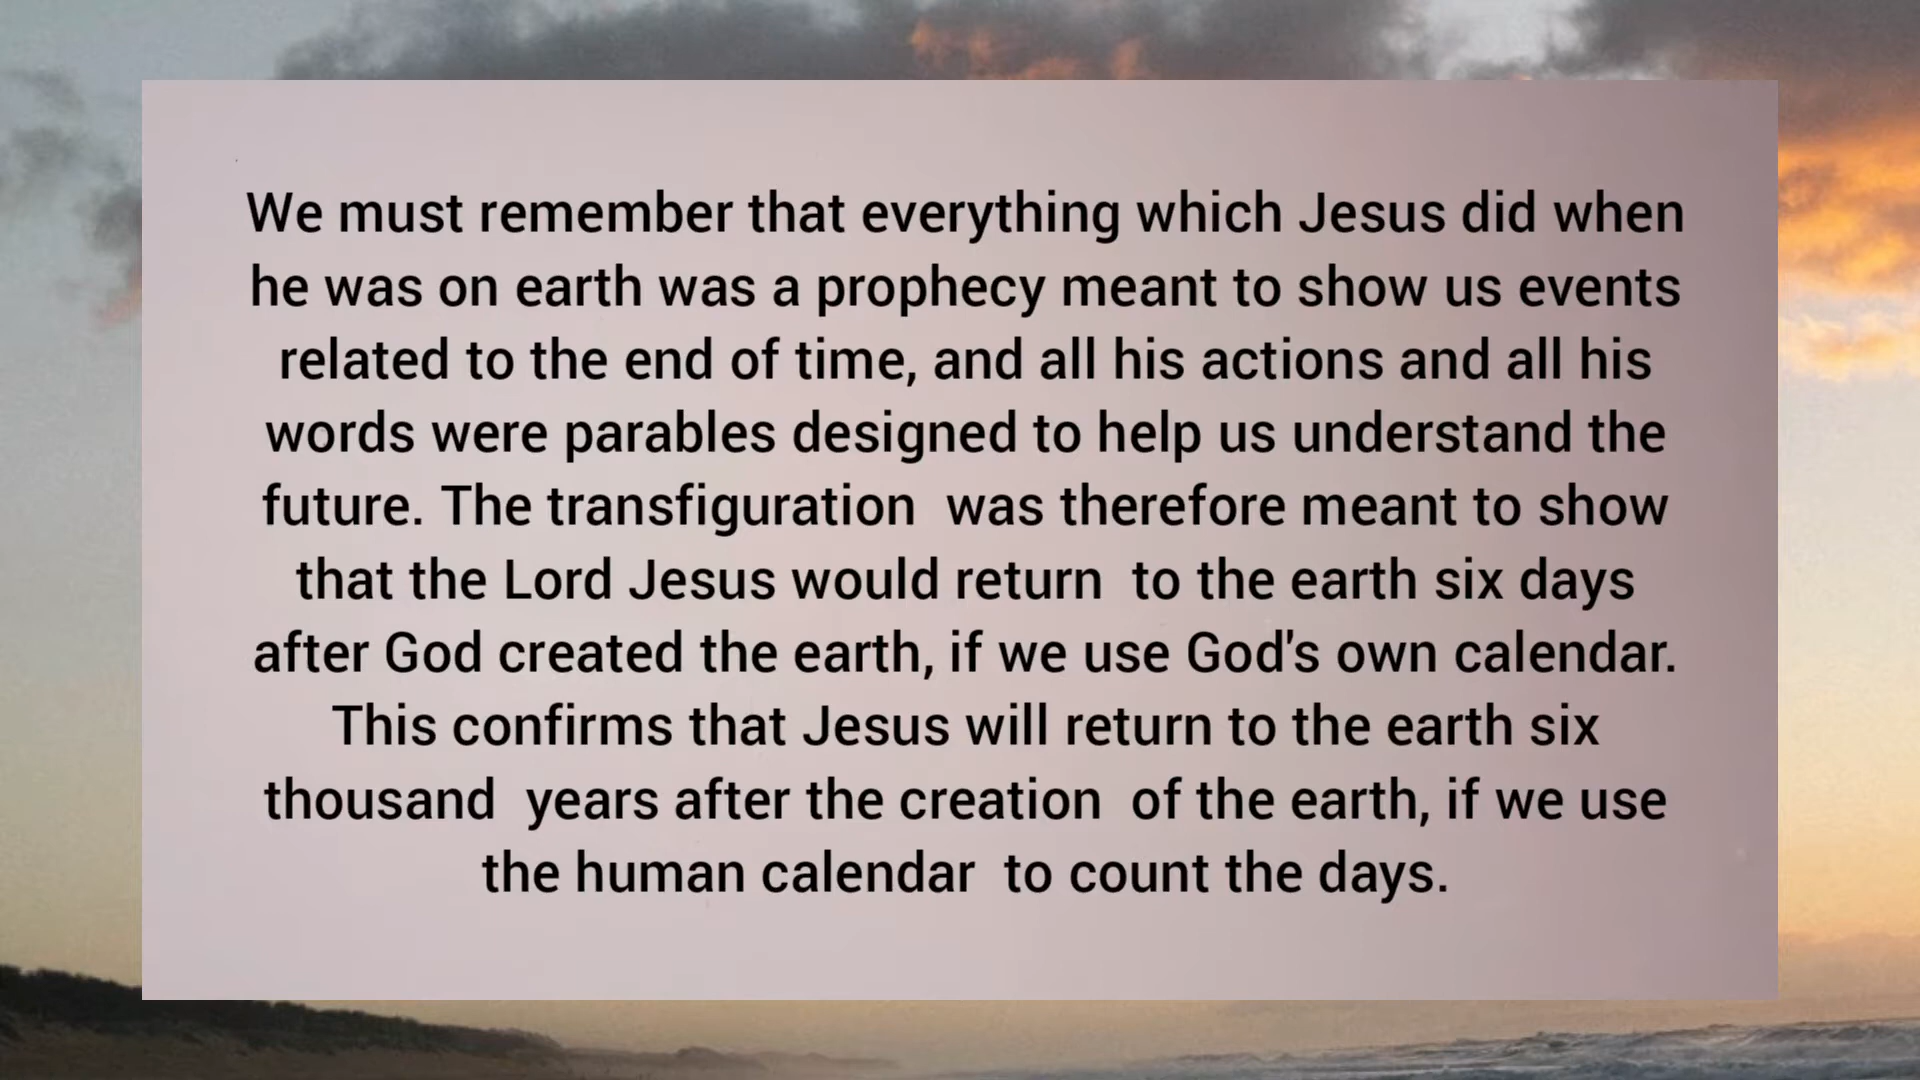 We must remember that everything which Jesus did when
he was on earth was a prophecy meant to show us events
related to the end of time, and all his actions and all his
words were parables designed to help us understand the
future. The transfiguration  was therefore meant to show
that the Lord Jesus would return  to the earth six days
after God created the earth, if we use God's own calendar.
This confirms that Jesus will return to the earth six
thousand  years after the creation  of the earth, if we use
the human calendar  to count the days.